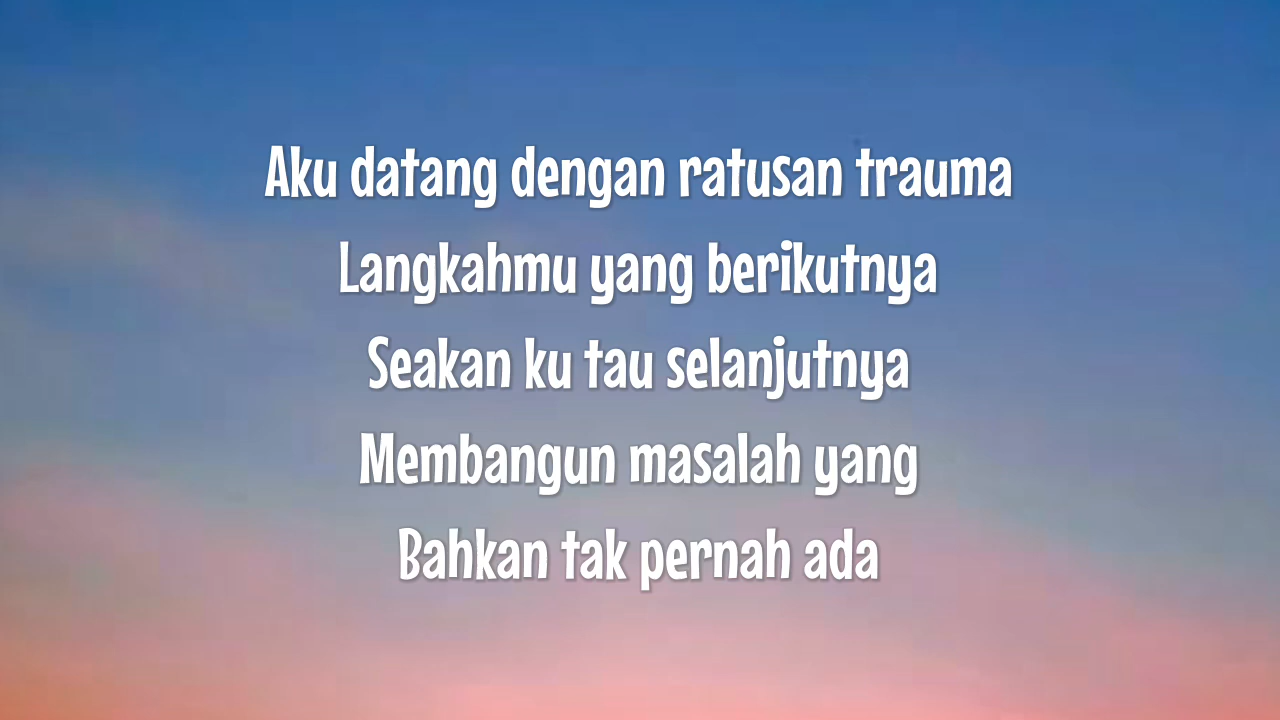 Aku datang dengan ratusan trauma
Langkahmu yang berikutnya
Seakan ku tau selanjutnya
Membangun masalah yang
Bahkan tak pernah ada